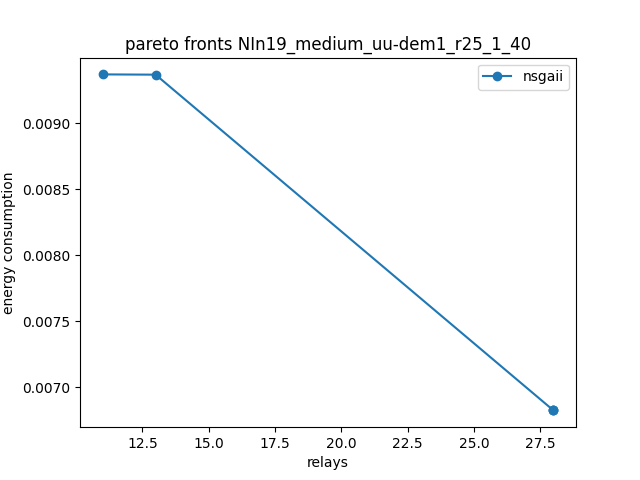 pareto fronts NIn19_medium_uu-dem1_r25_1_40
nsgaii
energy consumption
0.0090
0.0085
0.0080
0.0075
0.0070
12.5 15.0 17.5 20.0 22.5 25.0 27.5
relays